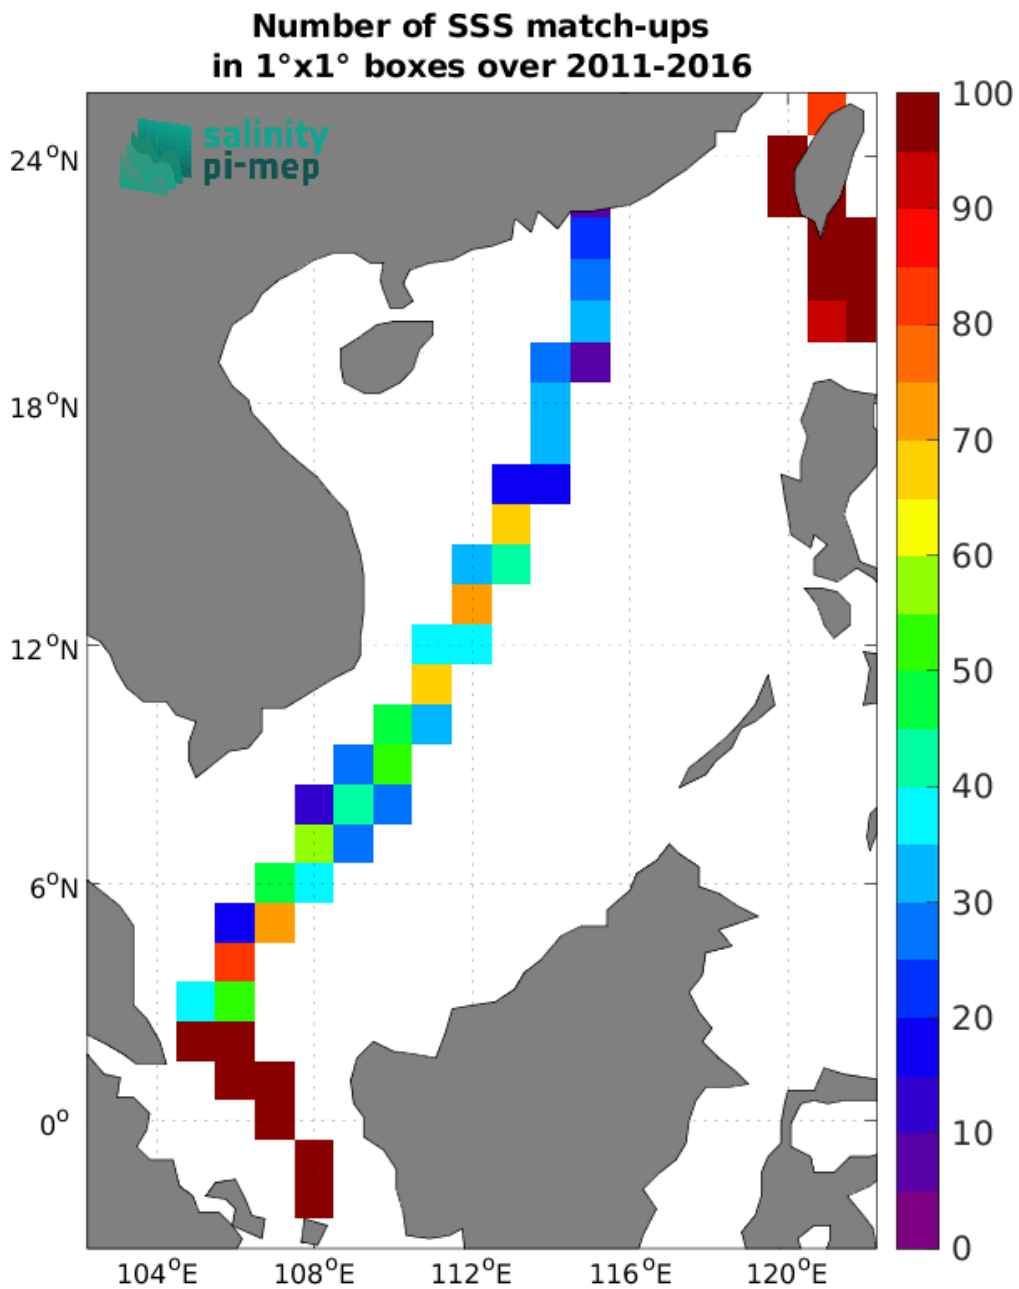 Number of SSS match-ups
in 1°x1° boxes over 2011-2016
salinity
pi-mep
24°N
18°N
12°N
6°N
0°
104°E 108°E 112°E 116°E 120°E
100
90
80
70
60
50
40
30
20
10
0